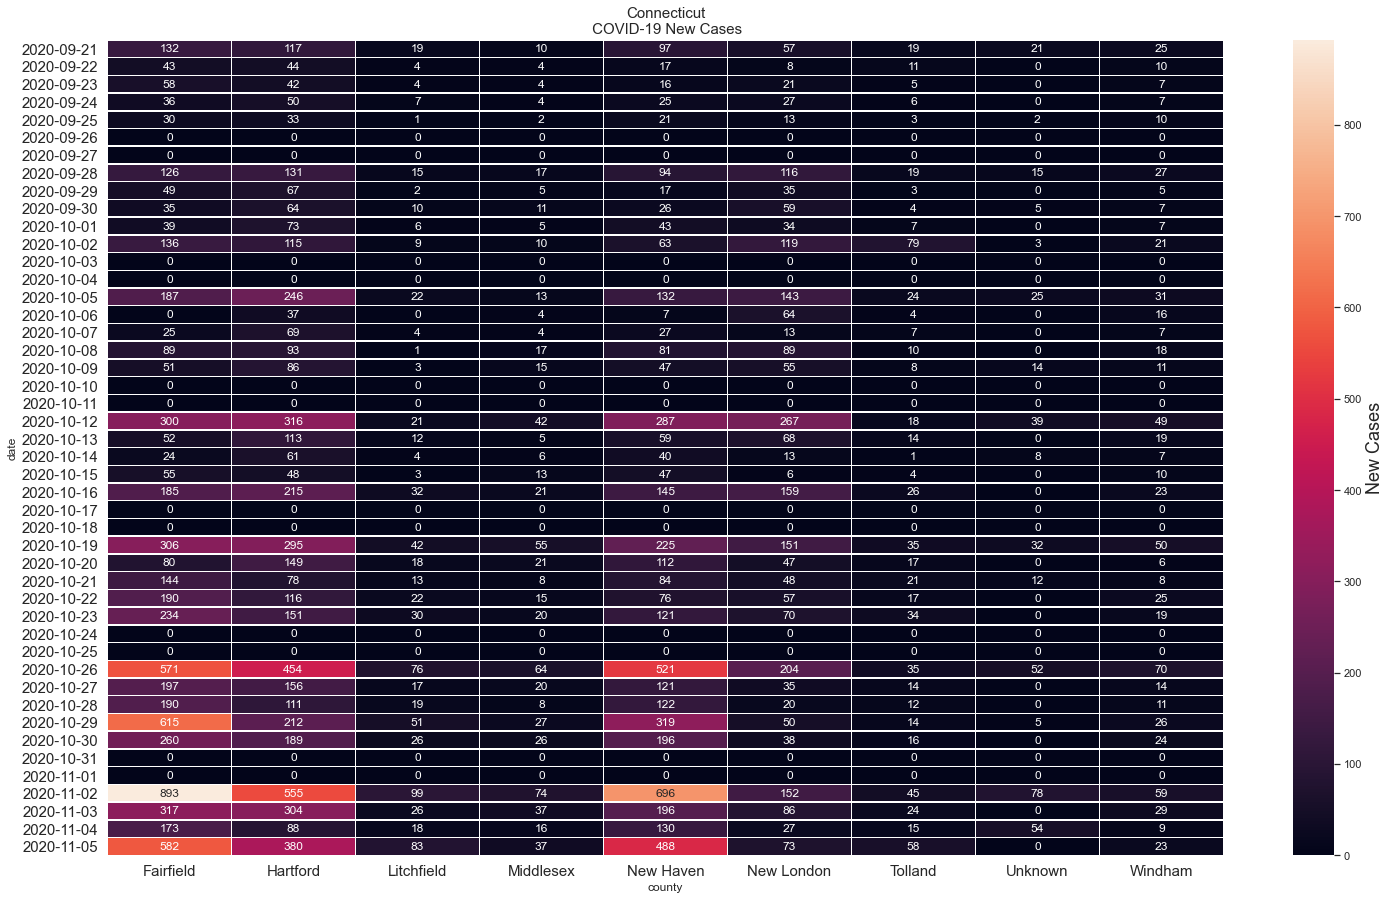 Connecticut
COVID-19 New Cases
2020-09-21 132 117 19 10 97 57 19 21 25
2020-09-22 43 44 4 4 17 8 11 0 10
2020-09-23 58 42 4 4 16 21 5 0 7
2020-09-24 36 50 7 4 25 27 6 0 7
2020-09-25 30 33 1 2 21 13 3 2 10
2020-09-26 0 0 0 0 0 0 0 0 0
2020-09-27 0 0 0 0 0 0 0 0 0
2020-09-28 126 131 15 17 94 116 19 15 27
2020-09-29 49 67 2 5 17 35 3 0 5
2020-09-30 35 64 10 11 26 59 4 5 7
2020-10-01 39 73 6 5 43 34 7 0 7
2020-10-02 136 115 9 10 63 119 79 3 21
2020-10-03 0 0 0 0 0 0 0 0 0
2020-10-04 0 0 0 0 0 0 0 0 0
2020-10-05 187 246 22 13 132 143 24 25 31
2020-10-06 0 37 0 4 7 64 4 0 16
2020-10-07 25 69 4 4 27 13 7 0 7
2020-10-08 89 93 1 17 81 89 10 0 18
2020-10-09 51 86 3 15 47 55 8 14 11
2020-10-10 0 0 0 0 0 0 0 0 0
2020-10-11 0 0 0 0 0 0 0 0 0
2020-10-12 300 316 21 42 287 267 18 39 49
2020-10-13 52 113 12 5 59 68 14 0 19
2020-10-14 24 61 4 6 40 13 1 8 7
2020-10-15 55 48 3 13 47 6 4 0 10
2020-10-16 185 215 32 21 145 159 26 0 23
2020-10-17 0 0 0 0 0 0 0 0 0
2020-10-18 0 0 0 0 0 0 0 0 0
2020-10-19 306 295 42 55 225 151 35 32 50
2020-10-20 80 149 18 21 112 47 17 0 6
2020-10-21 144 78 13 8 84 48 21 12 8
2020-10-22 190 116 22 15 76 57 17 0 25
2020-10-23 234 151 30 20 121 70 34 0 19
2020-10-24 0 0 0 0 0 0 0 0 0
2020-10-25 0 0 0 0 0 0 0 0 0
2020-10-26 571 454 76 64 521 204 35 52 70
2020-10-27 197 156 17 20 121 35 14 0 14
2020-10-28 190 111 19 8 122 20 12 0 11
2020-10-29 615 212 51 27 319 50 14 5 26
2020-10-30 260 189 26 26 196 38 16 0 24
2020-10-31 0 0 0 0 0 0 0 0 0
2020-11-01 0 0 0 0 0 0 0 0 0
2020-11-02 893 555 99 74 696 152 45 78 59
2020-11-03 317 304 26 37 196 86 24 0 29
2020-11-04 173 88 18 16 130 27 15 54 9
2020-11-05 582 380 83 37 488 73 58 0 23
Fairfield Hartford Litchfield Middlesex New Haven New London Tolland Unknown Windham
county
date
800
700
600
500
400
300
200
100
0
New Cases